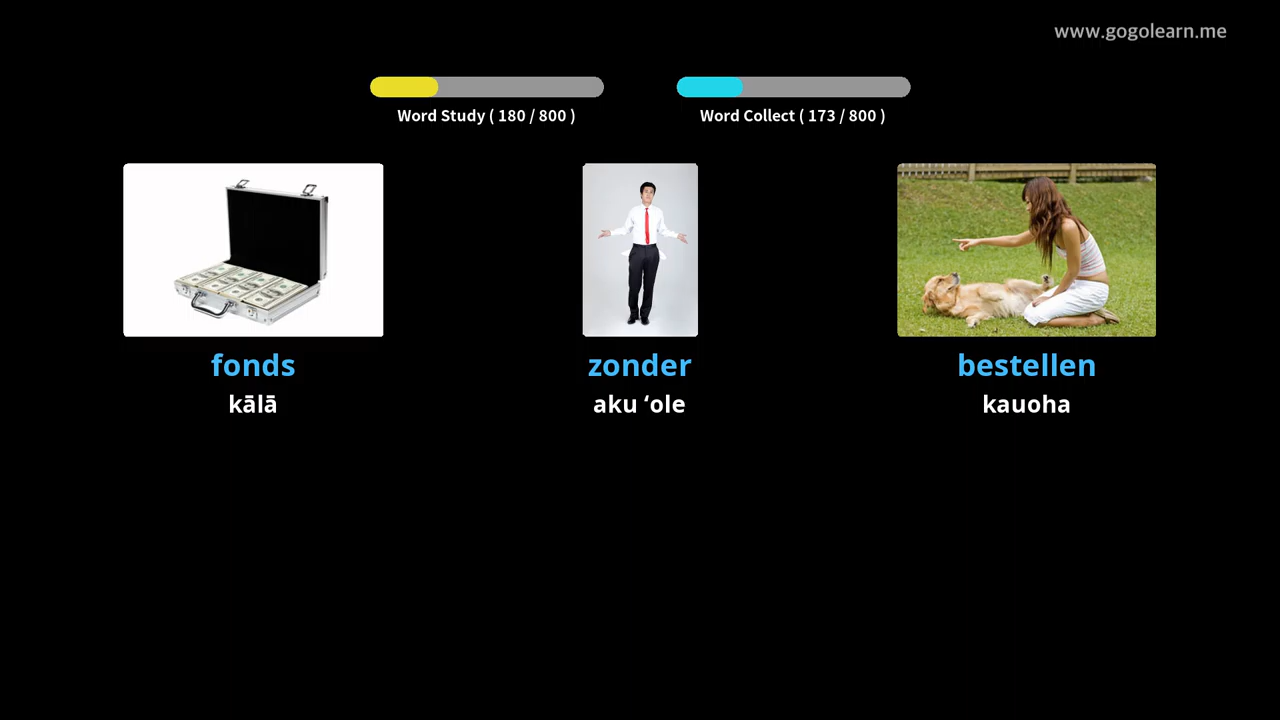 www.gogolearn.me
Word Study ( 180 / 800 )
Word Collect ( 173 / 800 )
fonds
zonder
bestellen
kālā
aku ʻole
kauoha